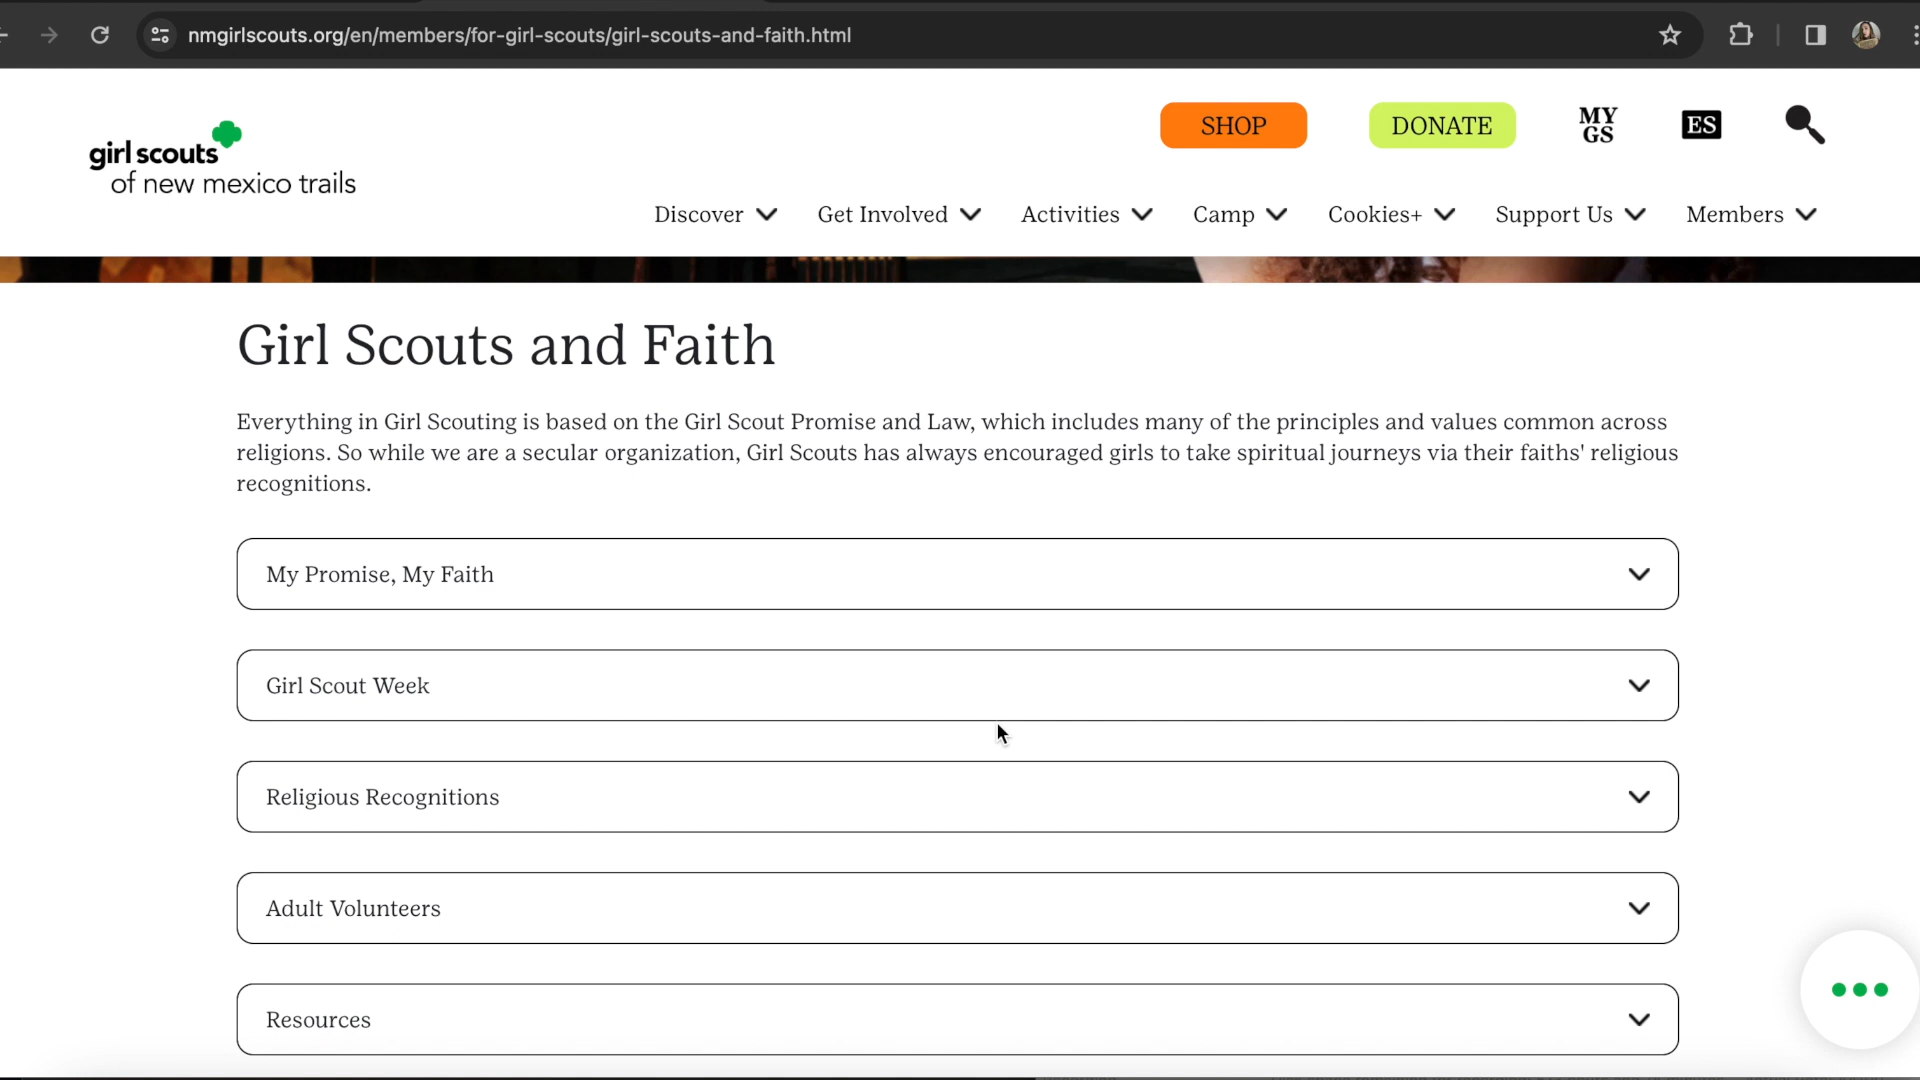 nmgirlscouts.org/en/members/for-girl-scouts/girl-scouts-and-faith.html
SHOP
DONATE
MY
GS
ES
girl scouts
of new mexico trails
Discover
Get Involved
Activities
Camp
Cookies+
Support Us
Members
Girl Scouts and Faith
Everything in Girl Scouting is based on the Girl Scout Promise and Law, which includes many of the principles and values common across
religions. So while we are a secular organization, Girl Scouts has always encouraged girls to take spiritual journeys via their faiths' religious
recognitions.
My Promise, My Faith
Girl Scout Week
Religious Recognitions
Adult Volunteers
Resources